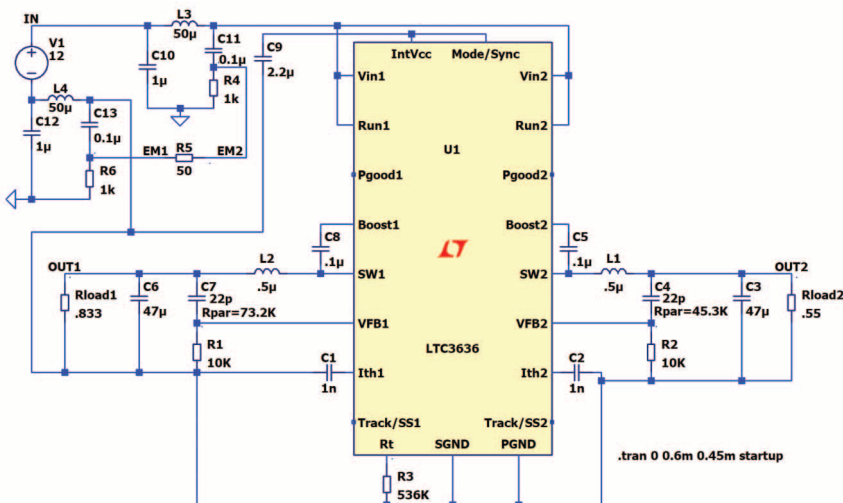 IN
L3
50µ
V1
12
C10
1µ
C11
0.1µ
R4
1k
C9
2.2µ
L4
50µ
C12
1µ
C13
0.1µ
R6
1k
EM1
R5
50
EM2
IntVcc
Mode/Sync
Vin1
Vin2
Run1
Run2
U1
Pgood1
Pgood2
Boost1
Boost2
C8
.1µ
C5
.1µ
SW1
SW2
OUT1
L2
.5µ
L1
.5µ
OUT2
Rload1
.833
C6
47µ
C7
22p
Rpar=73.2K
C4
22p
Rpar=45.3K
C3
47µ
Rload2
.55
VFB1
VFB2
R1
10K
R2
10K
LTC3636
C1
1n
Ith1
Ith2
C2
1n
Track/SS1
Track/SS2
Rt
SGND
PGND
R3
536K
.tran 0 0.6m 0.45m startup